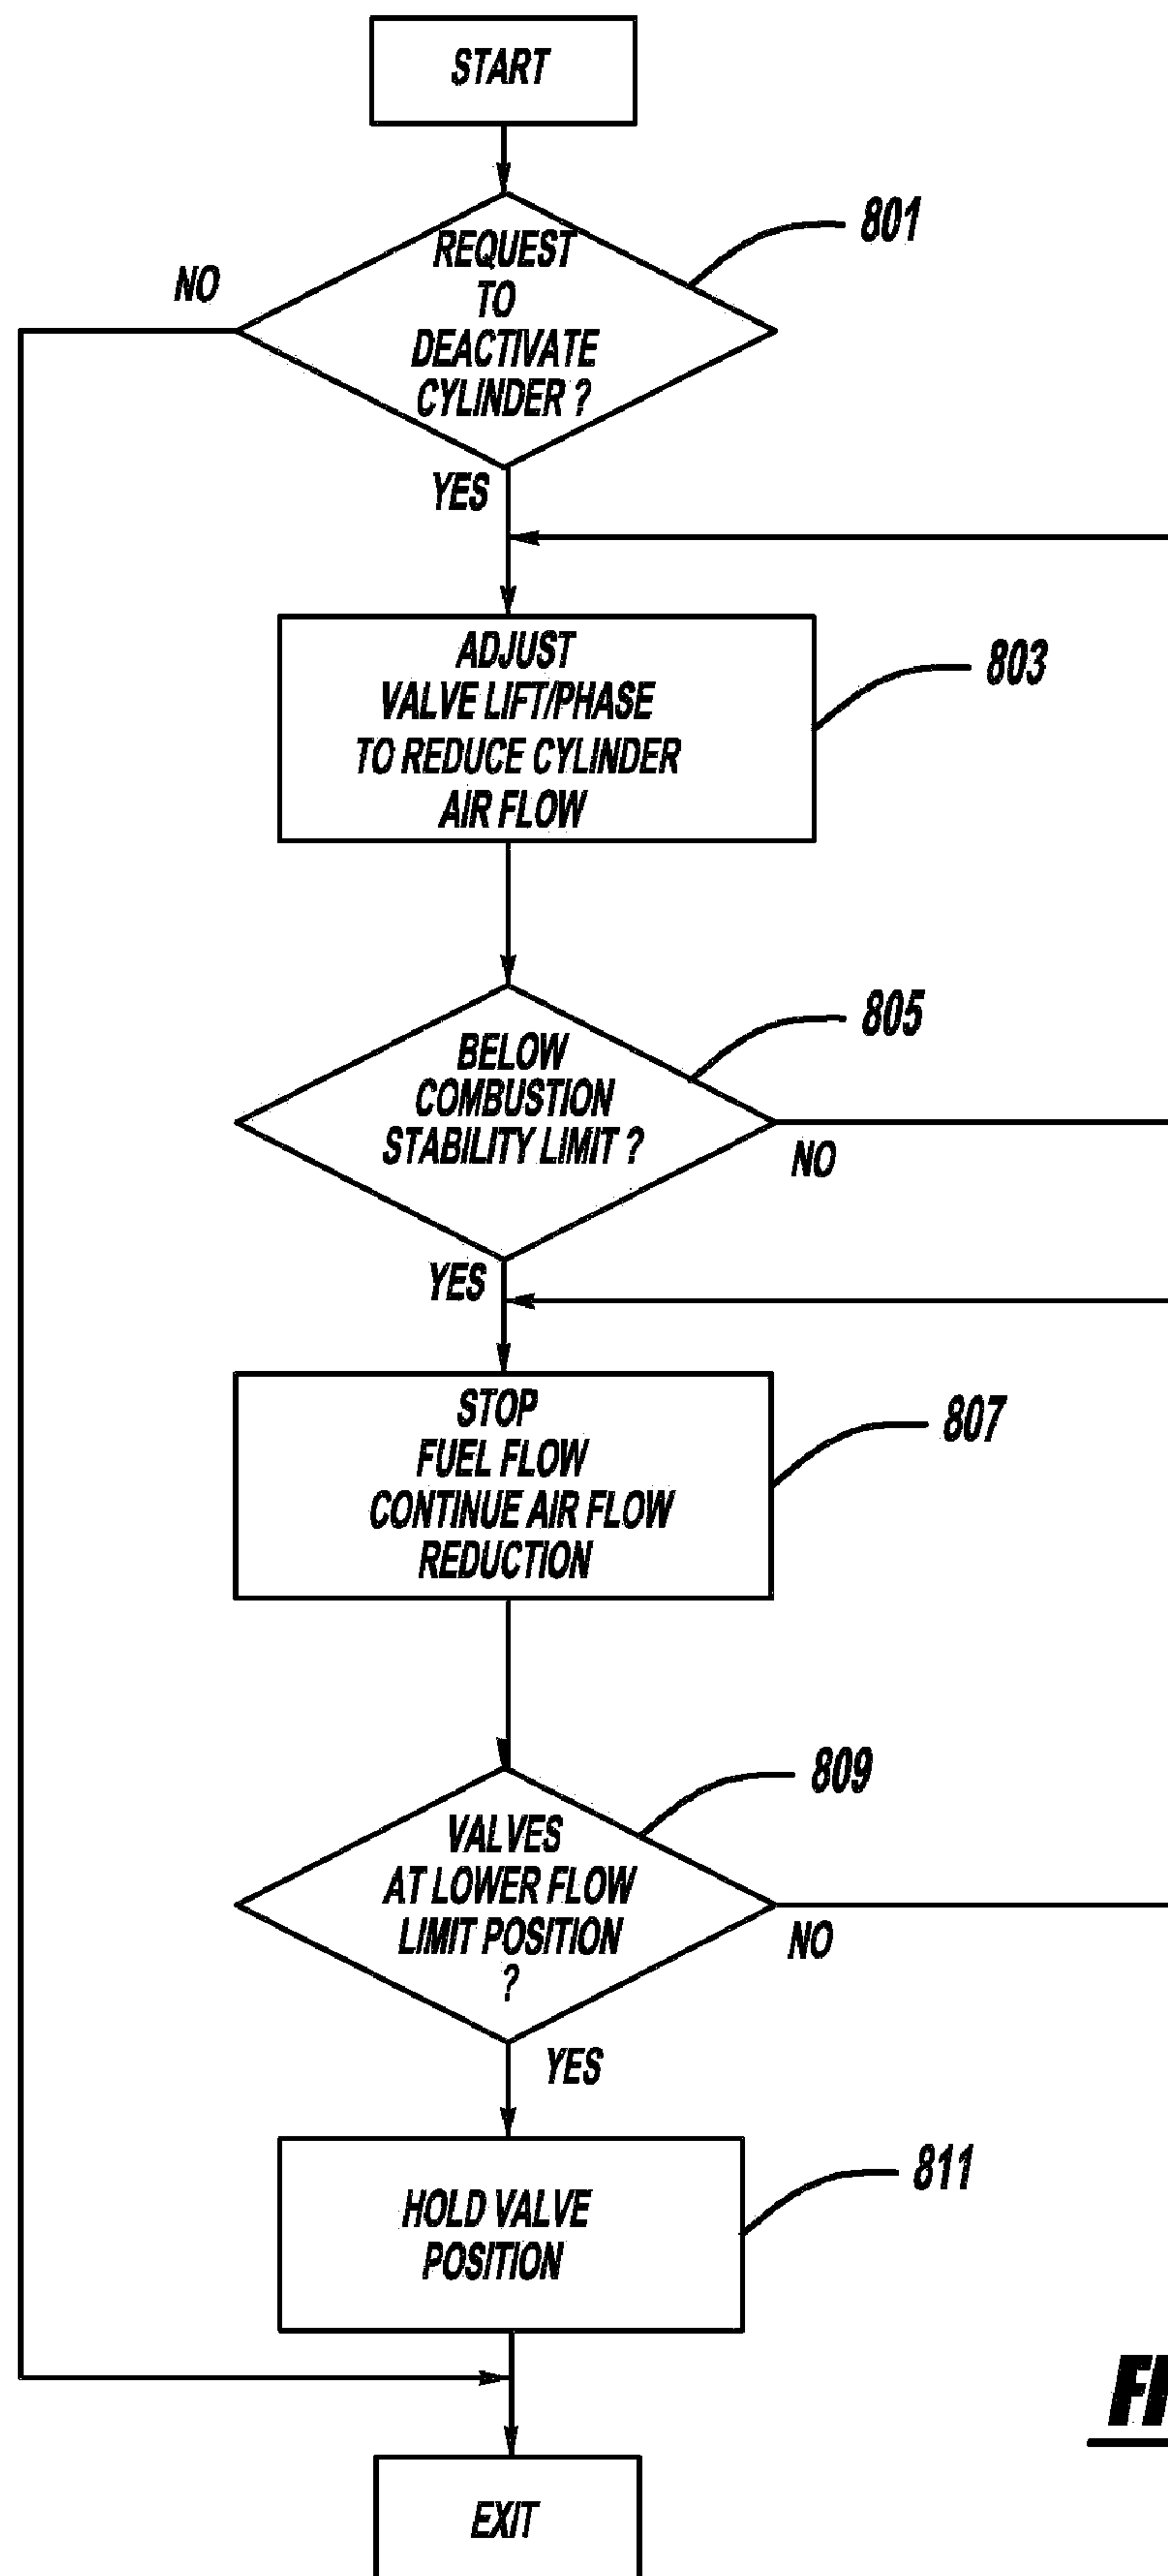 START
801
NO
REQUEST
TO
DEACTIVATE
CYLINDER ?
YES
803
ADJUST
VALVE LIFT/PHASE
TO REDUCE CYLINDER
AIR FLOW
805
BELOW
COMBUSTION
STABILITY LIMIT ?
NO
YES
807
STOP
FUEL FLOW
CONTINUE AIR FLOW
REDUCTION
809
VALVES
AT LOWER FLOW
LIMIT POSITION
?
NO
YES
811
HOLD VALVE
POSITION
EXIT